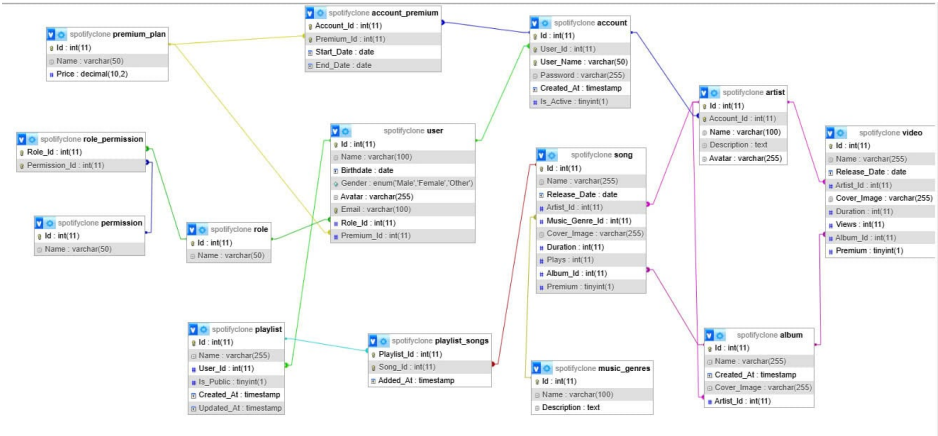 spotifyclone premium_plan
Id : int(11)
Name : varchar(50)
Price : decimal(10,2)
spotifyclone account_premium
Account_Id : int(11)
Premium_Id : int(11)
Start_Date : date
End_Date : date
spotifyclone account
Id : int(11)
User_Id : int(11)
User_Name : varchar(50)
Password : varchar(255)
Created_At : timestamp
Is_Active : tinyint(1)
spotifyclone artist
Id : int(11)
Account_Id : int(11)
Name : varchar(100)
Description : text
Avatar : varchar(255)
spotifyclone video
Id : int(11)
Name : varchar(255)
Release_Date : date
Artist_Id : int(11)
Cover_Image : varchar(255)
Duration : int(11)
Views : int(11)
Album_Id : int(11)
Premium : tinyint(1)
spotifyclone role_permission
Role_Id : int(11)
Permission_Id : int(11)
spotifyclone user
Id : int(11)
Name : varchar(100)
Birthdate : date
Gender : enum('Male','Female','Other')
Avatar : varchar(255)
Email : varchar(100)
Role_Id : int(11)
Premium_Id : int(11)
spotifyclone song
Id : int(11)
Name : varchar(255)
Release_Date : date
Artist_Id : int(11)
Music_Genre_Id : int(11)
Cover_Image : varchar(255)
Duration : int(11)
Plays : int(11)
Album_Id : int(11)
Premium : tinyint(1)
spotifyclone permission
Id : int(11)
Name : varchar(50)
spotifyclone role
Id : int(11)
Name : varchar(50)
spotifyclone playlist
Id : int(11)
Name : varchar(255)
User_Id : int(11)
Is_Public : tinyint(1)
Created_At : timestamp
Updated_At : timestamp
spotifyclone playlist_songs
Playlist_Id : int(11)
Song_Id : int(11)
Added_At : timestamp
spotifyclone music_genres
Id : int(11)
Name : varchar(100)
Description : text
spotifyclone album
Id : int(11)
Name : varchar(255)
Created_At : timestamp
Cover_Image : varchar(255)
Artist_Id : int(11)